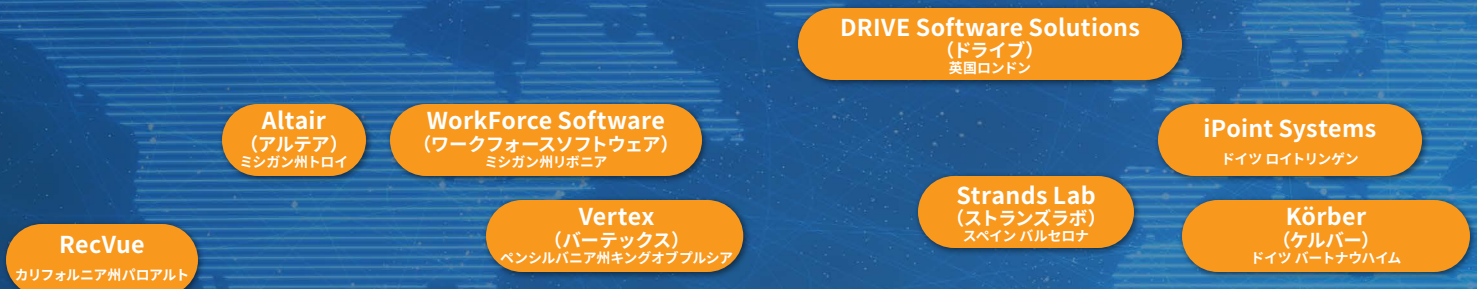 DRIVE Software Solutions
（ドライブ）
英国ロンドン
Altair
（アルテア）
ミシガン州トロイ
WorkForce Software
（ワークフォースソフトウェア）
ミシガン州リボニア
iPoint Systems
ドイツ ロイトリンゲン
Strands Lab
（ストランズラボ）
スペイン バルセロナ
Vertex
（バーテックス）
ペンシルバニア州キングオブプルシア
Körber
（ケルバー）
ドイツ バートナウハイム
RecVue
カリフォルニア州パロアルト